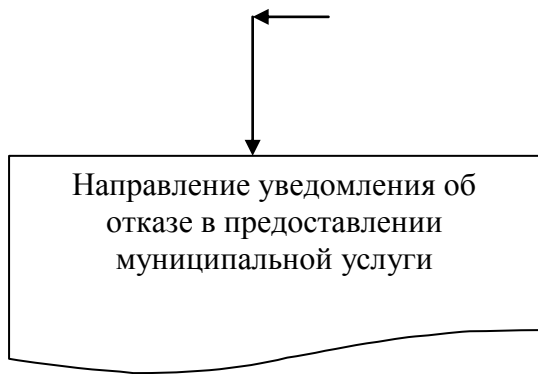 Направление уведомления об
отказе в предоставлении
муниципальной услуги